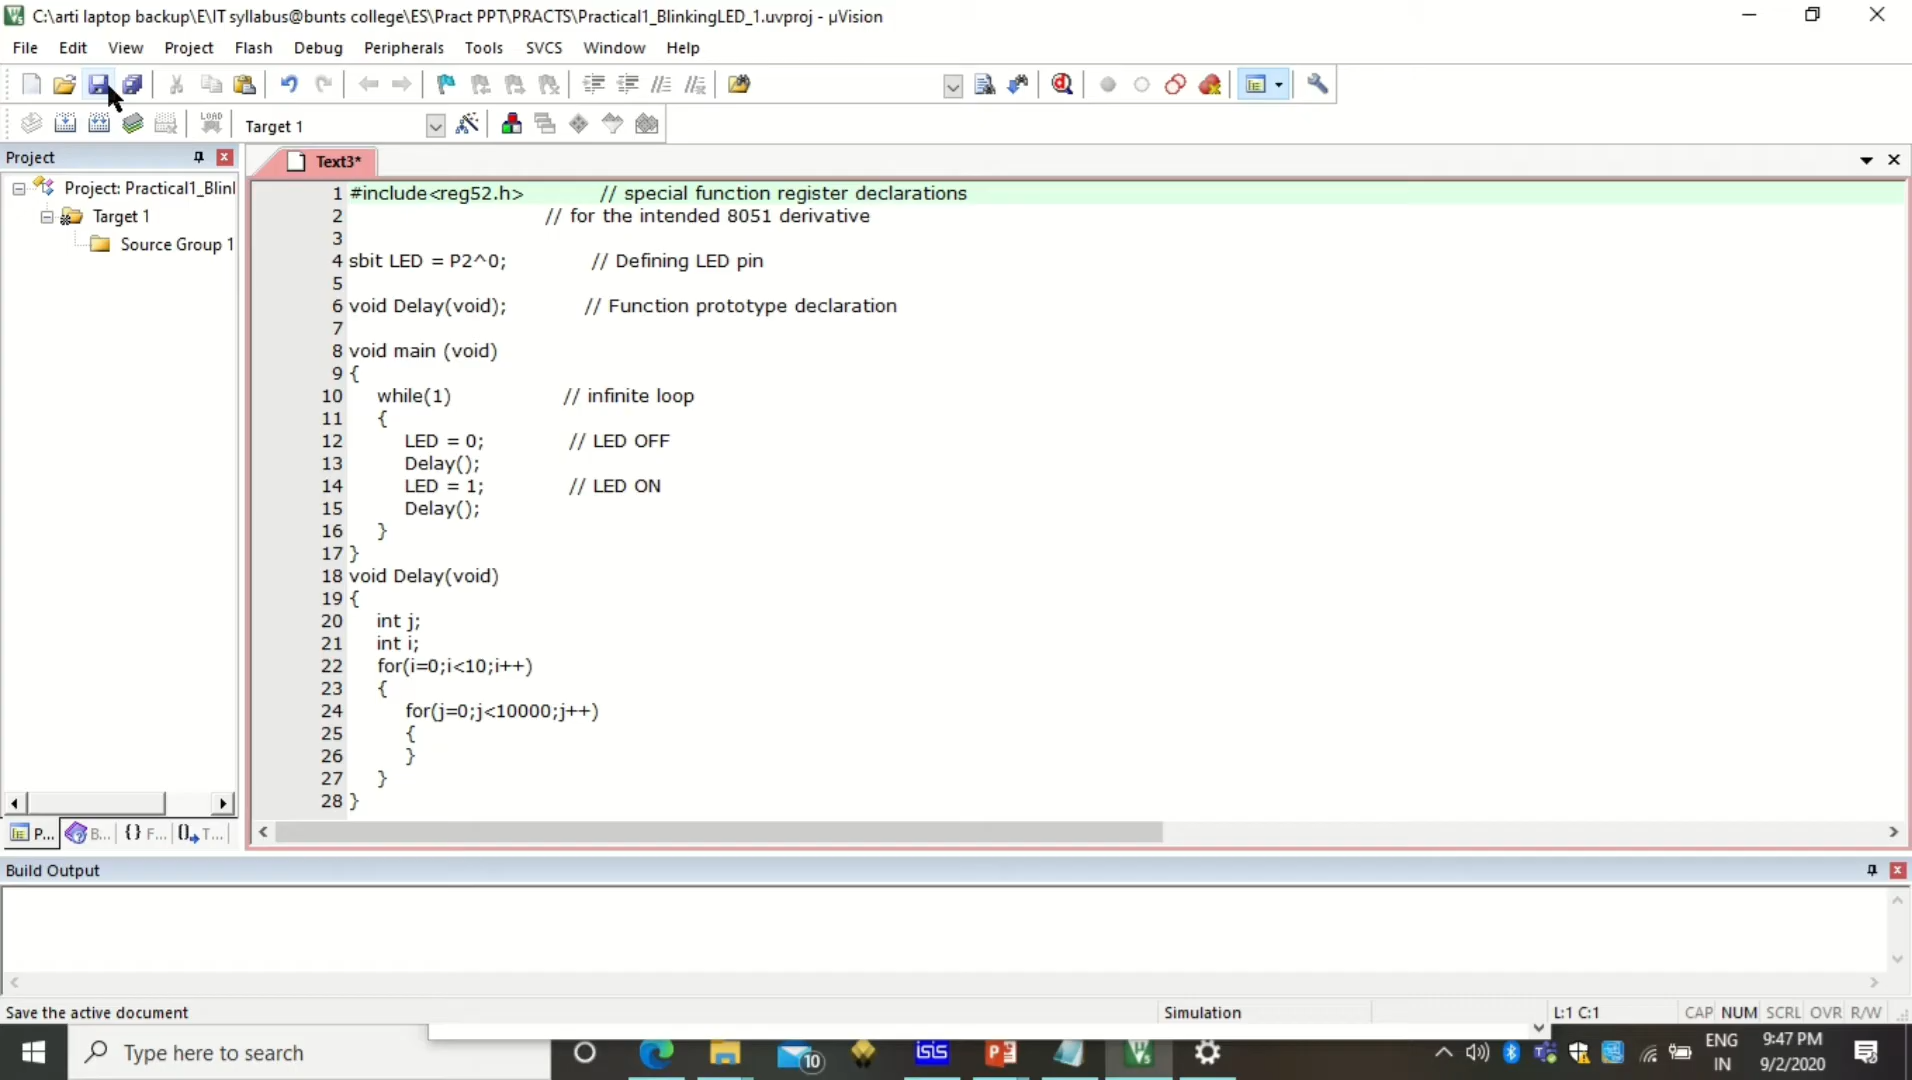 C:\arti laptop backup\E\IT syllabus@bunts college\ES\Pract PPT\PRACTS\Practical1_BlinkingLED_1.uvproj - µVision
File Edit View Project Flash Debug Peripherals Tools SVCS Window Help
LOAD Target 1
Project
Text3*
Project: Practical1_Blinl
Target 1
Source Group 1
1 #include<reg52.h> // special function register declarations
2 // for the intended 8051 derivative
3
4 sbit LED = P2^0; // Defining LED pin
5
6 void Delay(void); // Function prototype declaration
7
8 void main (void)
9 {
10 while(1) // infinite loop
11 {
12 LED = 0; // LED OFF
13 Delay();
14 LED = 1; // LED ON
15 Delay();
16 }
17 }
18 void Delay(void)
19 {
20 int j;
21 int i;
22 for(i=0;i<10;i++)
23 {
24 for(j=0;j<10000;j++)
25 {
26 }
27 }
28 }
P... B... {} F... T...
Build Output
Save the active document Simulation L:1 C:1 CAP NUM SCRL OVR R/W
Type here to search 10 isis ENG 9:47 PM
IN 9/2/2020